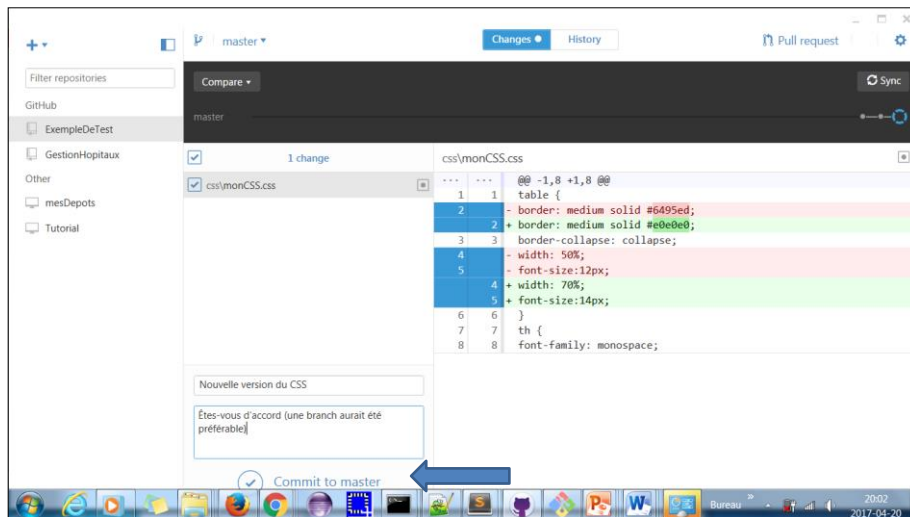 master
Changes
History
Pull request
Filter repositories
GitHub
ExempleDeTest
GestionHopitaux
Other
mesDepots
Tutorial
Compare
Sync
master
1 change
css\monCSS.css
Nouvelle version du CSS
Êtes-vous d'accord (une branch aurait été
préférable)
Commit to master
css\monCSS.css
... ... @@ -1,8 +1,8 @@
1 1 table {
2 - border: medium solid #6495ed;
2 + border: medium solid #e0e0e0;
3 3 border-collapse: collapse;
4 - width: 50%;
5 - font-size:12px;
4 + width: 70%;
5 + font-size:14px;
6 6 }
7 7 th {
8 8 font-family: monospace;
Bureau »
20:02
2017-04-20